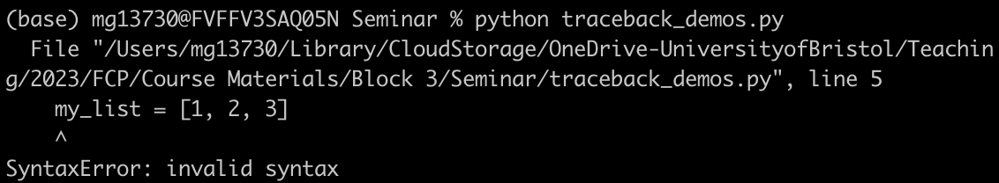 (base) mg13730@FVFFV3SAQ05N Seminar % python traceback_demos.py
  File "/Users/mg13730/Library/CloudStorage/OneDrive-UniversityofBristol/Teachin
g/2023/FCP/Course Materials/Block 3/Seminar/traceback_demos.py", line 5
    my_list = [1, 2, 3]
    ^
SyntaxError: invalid syntax